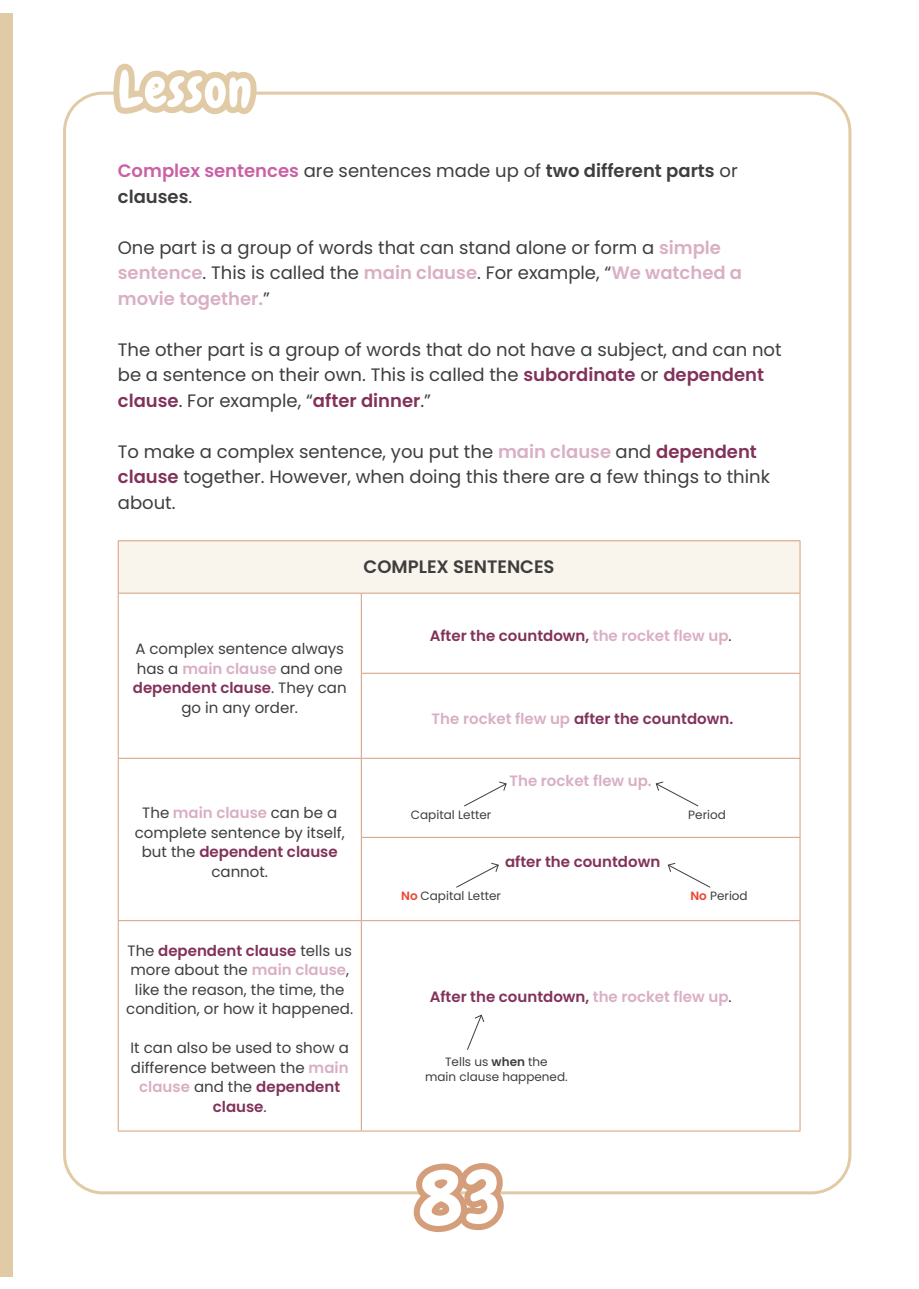 Lesson
Complex sentences are sentences made up of two different parts or
clauses.
One part is a group of words that can stand alone or form a simple
sentence. This is called the main clause. For example, “We watched a
movie together.”
The other part is a group of words that do not have a subject, and can not
be a sentence on their own. This is called the subordinate or dependent
clause. For example, “after dinner.”
To make a complex sentence, you put the main clause and dependent
clause together. However, when doing this there are a few things to think
about.
COMPLEX SENTENCES
A complex sentence always
has a main clause and one
dependent clause. They can
go in any order.
After the countdown, the rocket flew up.
The rocket flew up after the countdown.
The main clause can be a
complete sentence by itself,
but the dependent clause
cannot.
The rocket flew up.
Capital Letter
Period
after the countdown
No Capital Letter
No Period
The dependent clause tells us
more about the main clause,
like the reason, the time, the
condition, or how it happened.
It can also be used to show a
difference between the main
clause and the dependent
clause.
After the countdown, the rocket flew up.
Tells us when the
main clause happened.
83